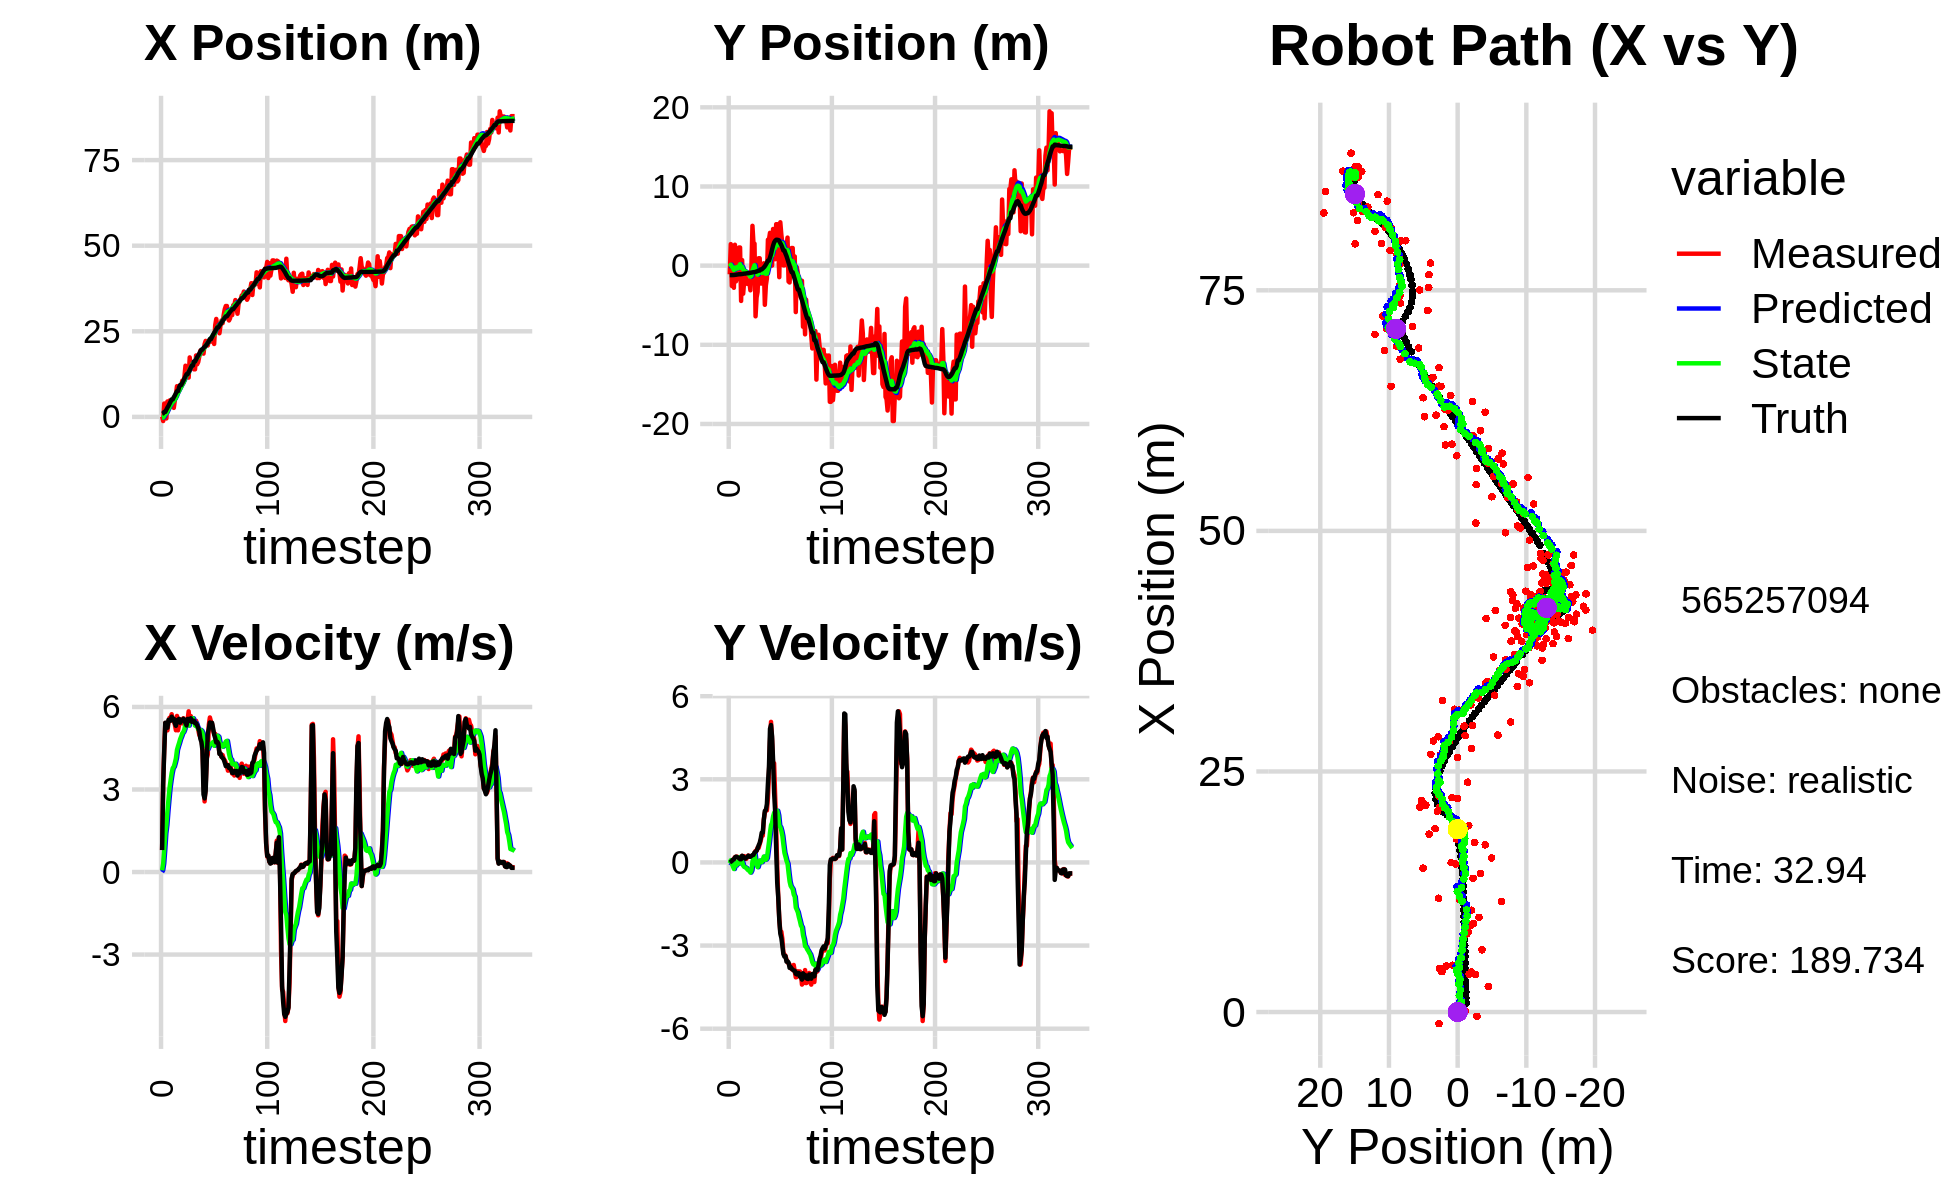 X Position (m)
75
50
25
0
0
100
200
300
timestep
Y Position (m)
20
10
0
-10
-20
0
100
200
300
timestep
X Velocity (m/s)
6
3
0
-3
0
100
200
300
timestep
Y Velocity (m/s)
6
3
0
-3
-6
0
100
200
300
timestep
Robot Path (X vs Y)
X Position (m)
75
50
25
0
20 10 0 -10 -20
Y Position (m)
variable
Measured
Predicted
State
Truth
565257094
Obstacles: none
Noise: realistic
Time: 32.94
Score: 189.734